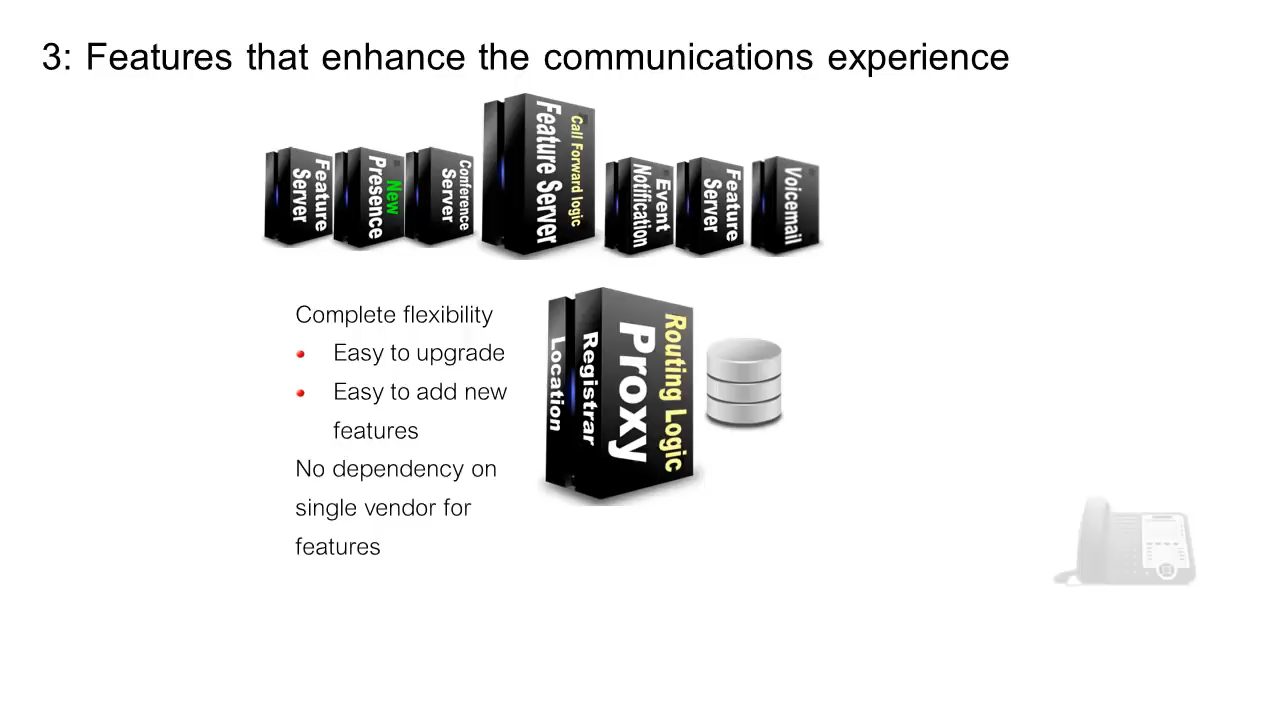 3: Features that enhance the communications experience
Feature
Server
New
Presence
Conference
Server
Call Forward logic
Feature Server
Event
Notification
Feature
Server
Voicemail
Complete flexibility
Easy to upgrade
Easy to add new
features
No dependency on
single vendor for
features
Location
Registrar
Proxy
Routing Logic